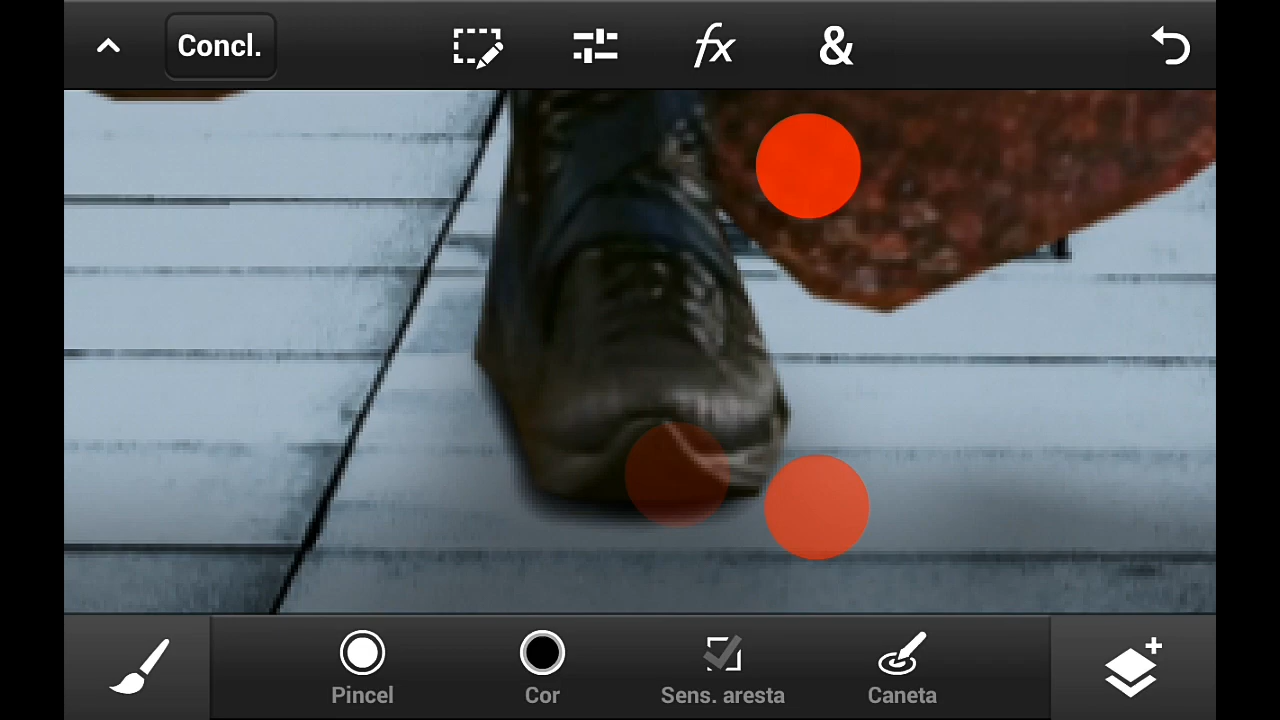 Concl.
fx
&
Pincel
Cor
Sens. aresta
Caneta